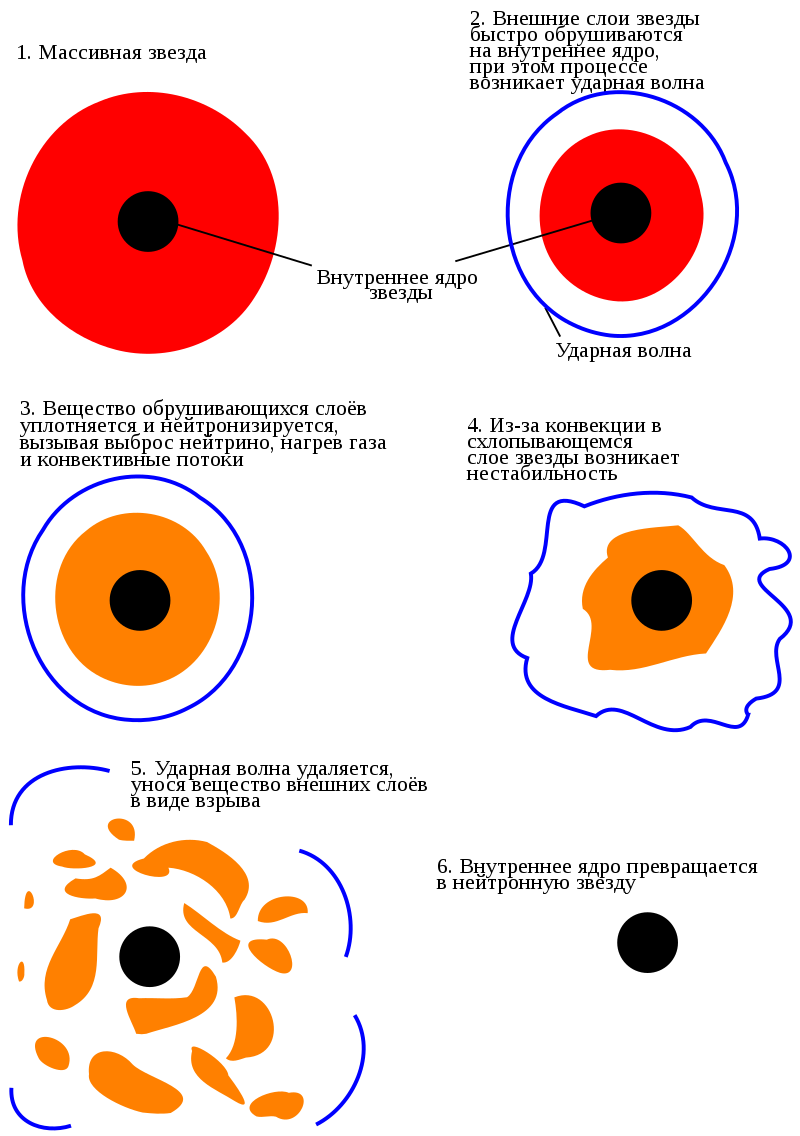 1. Массивная звезда
2. Внешние слои звезды
быстро обрушиваются
на внутреннее ядро,
при этом процессе
возникает ударная волна
Внутреннее ядро
звезды
Ударная волна
3. Вещество обрушивающихся слоёв
уплотняется и нейтронизируется,
вызывая выброс нейтрино, нагрев газа
и конвективные потоки
4. Из-за конвекции в
схлопывающемся
слое звезды возникает
нестабильность
5. Ударная волна удаляется,
унося вещество внешних слоёв
в виде взрыва
6. Внутреннее ядро превращается
в нейтронную звезду